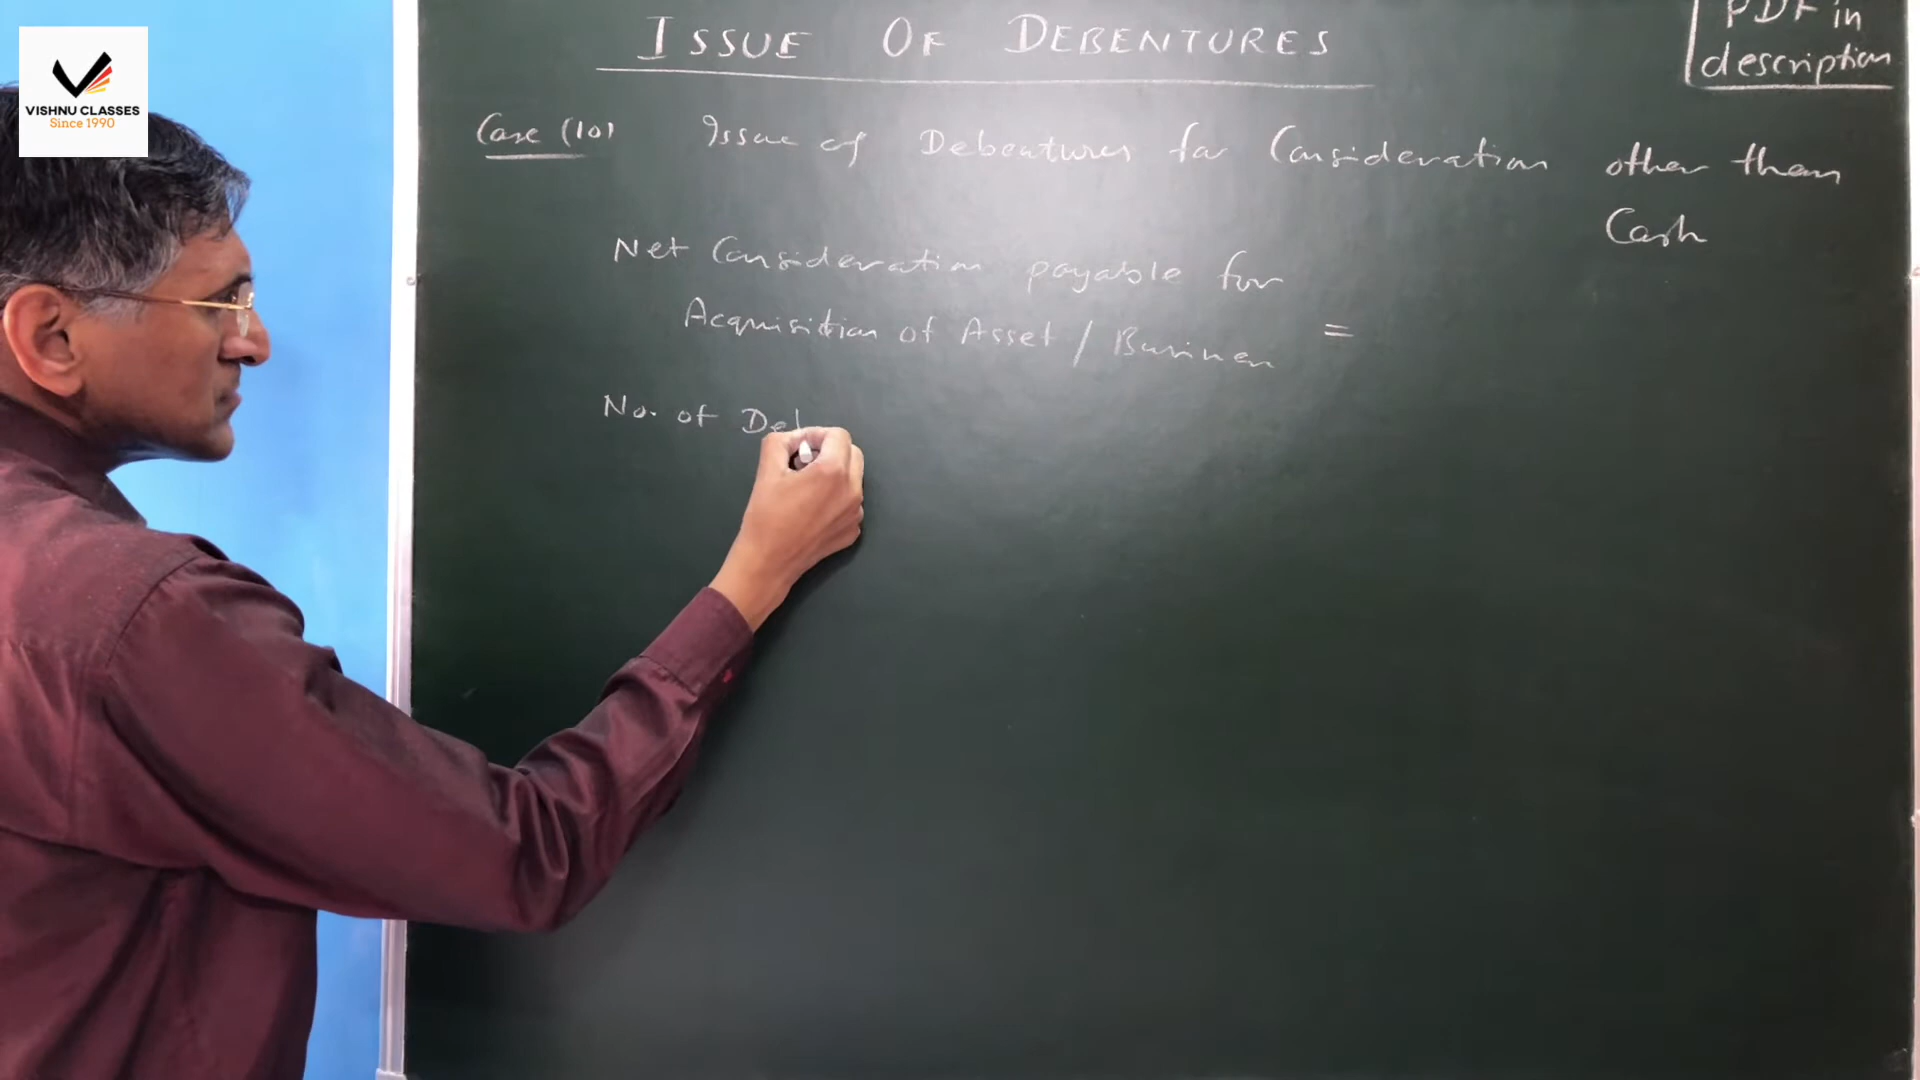 VISHNU CLASSES
Since 1990
ISSUE OF DEBENTURES
PDF in
description
Case (10) Issue of Debentures for Consideration other than
Cash
Net Consideration payable for
Acquisition of Asset / Business =
No. of Deb